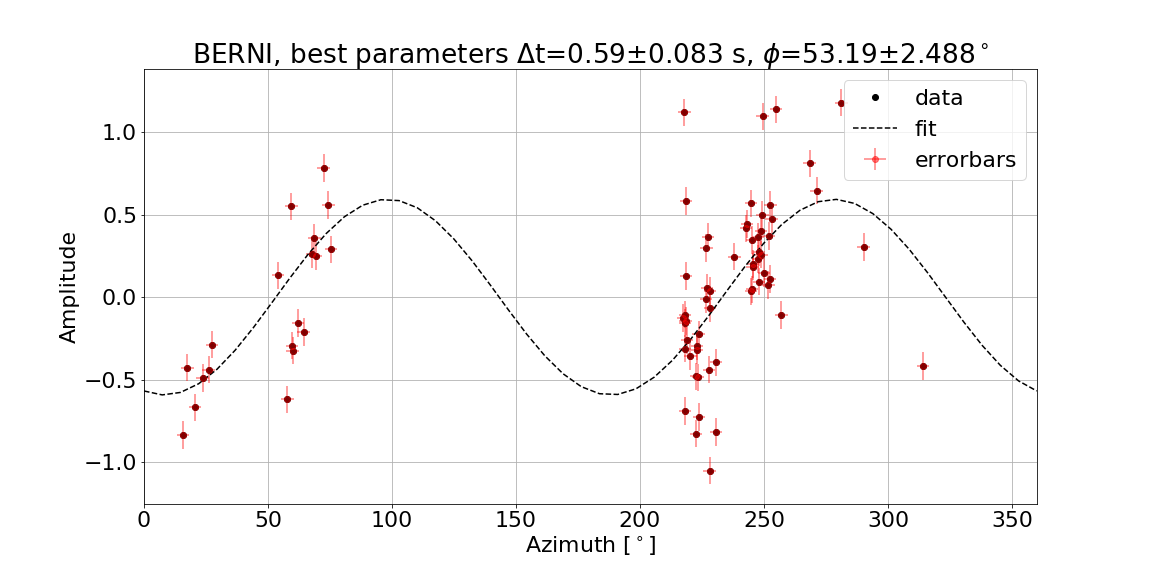 BERNI, best parameters Δt=0.59±0.083 s, ϕ=53.19±2.488°
data
fit
errorbars
1.0
0.5
0.0
−0.5
−1.0
Amplitude
0 50 100 150 200 250 300 350
Azimuth [°]